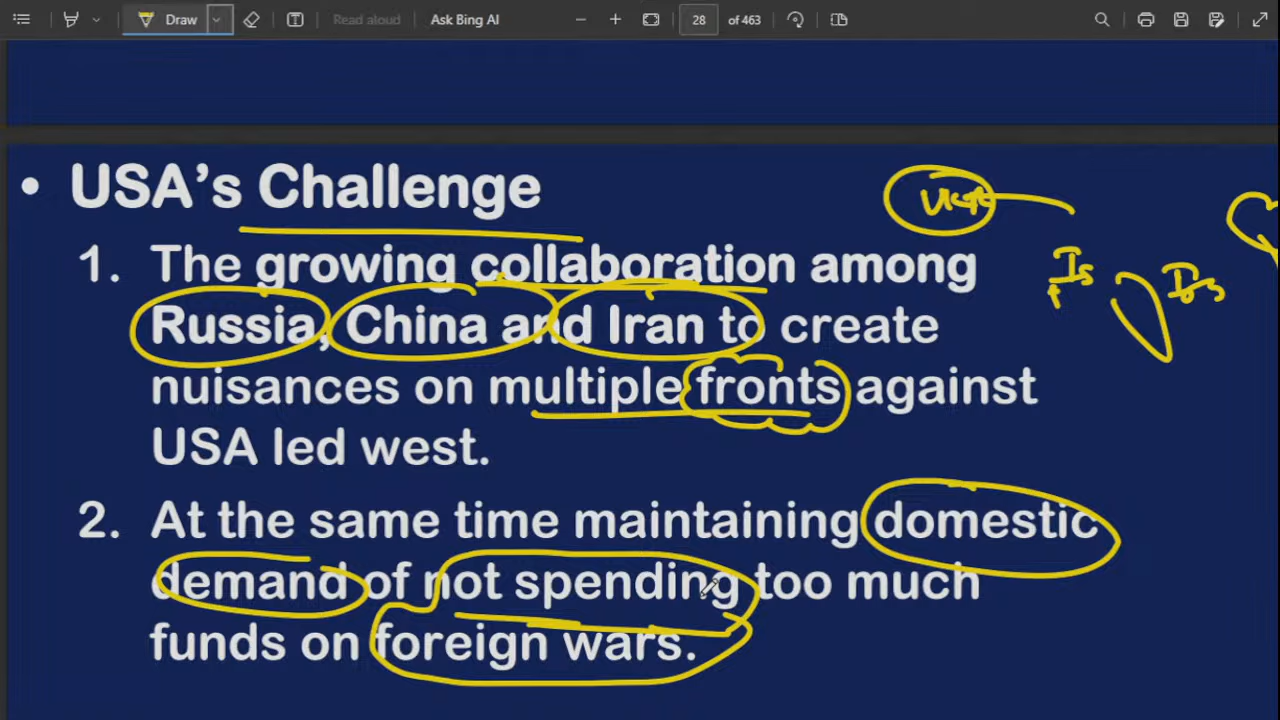 Read aloud
Ask Bing AI
28 of 463
• USA's Challenge
1. The growing collaboration among
Russia, China and Iran to create
nuisances on multiple fronts against
USA led west.
2. At the same time maintaining domestic
demand of not spending too much
funds on foreign wars.
Draw
Is